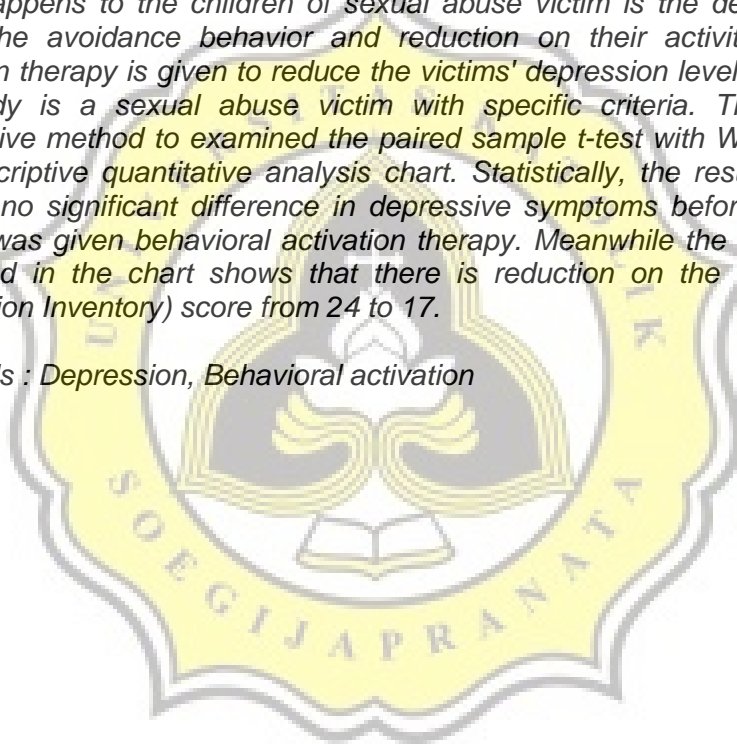 appens to the children of sexual abuse victim is the de
he avoidance behavior and reduction on their activit
n therapy is given to reduce the victims' depression level
dy is a sexual abuse victim with specific criteria. Th
ive method to examined the paired sample t-test with W
criptive quantitative analysis chart. Statistically, the resu
no significant difference in depressive symptoms before
was given behavioral activation therapy. Meanwhile the
d in the chart shows that there is reduction on the
ion Inventory) score from 24 to 17.
s : Depression, Behavioral activation
SOEGIJAPRANATA